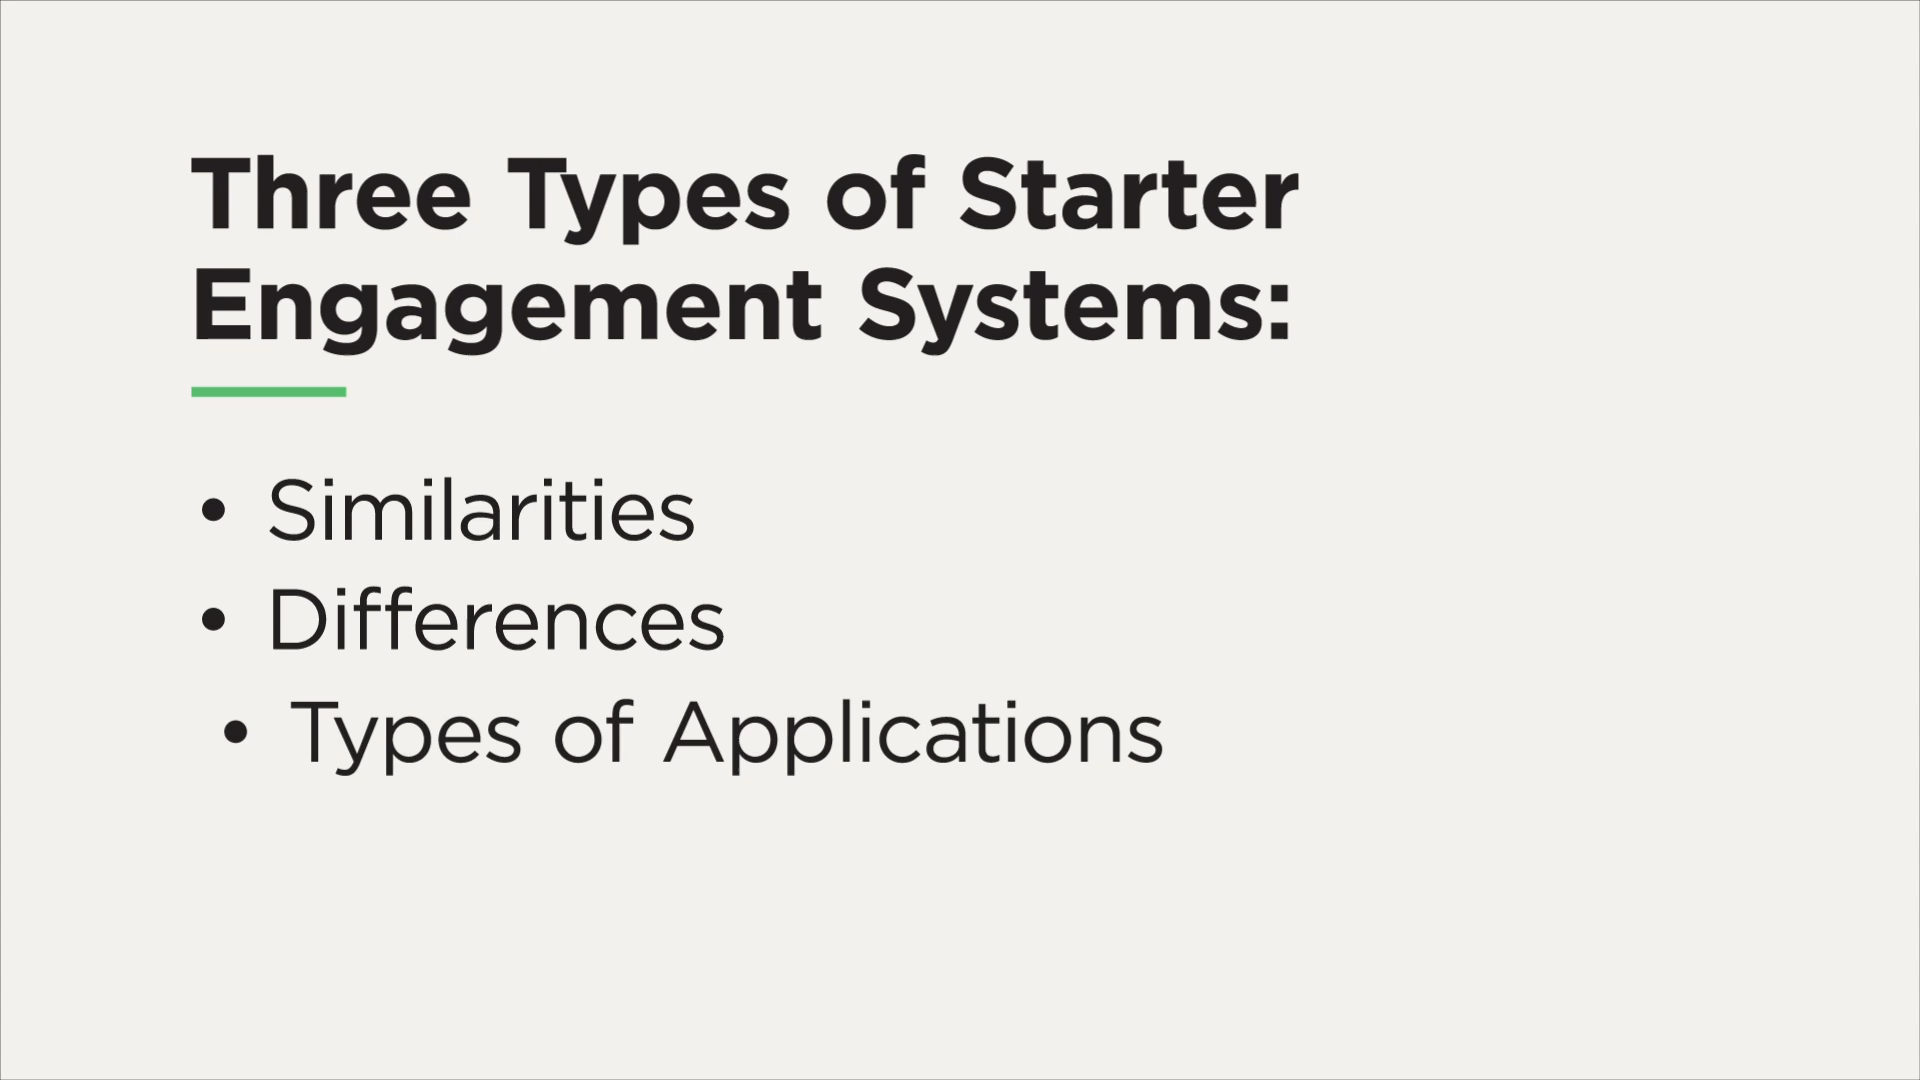 Three Types of Starter
Engagement Systems:
• Similarities
• Differences
• Types of Applications